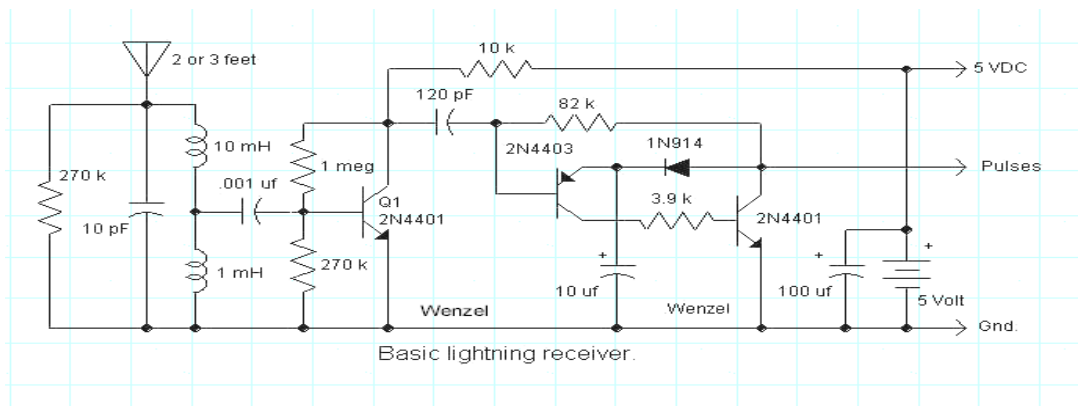 2 or 3 feet
10 k
5 VDC
120 pF
82 k
10 mH
2N4403
1N914
Pulses
270 k
1 meg
.001 uf
Q1
2N4401
3.9 k
10 pF
2N4401
1 mH
270 k
+
+
+
10 uf
100 uf
5 Volt
Wenzel
Wenzel
Gnd.
Basic lightning receiver.